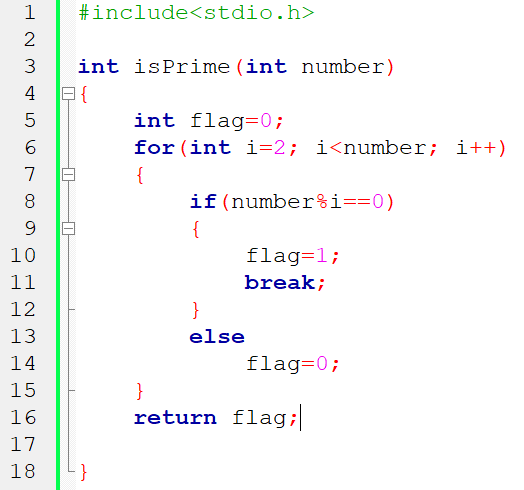 1 #include<stdio.h>
2
3 int isPrime(int number)
4 {
5     int flag=0;
6     for(int i=2; i<number; i++)
7     {
8         if(number%i==0)
9         {
10             flag=1;
11             break;
12         }
13         else
14             flag=0;
15     }
16     return flag;
17
18 }